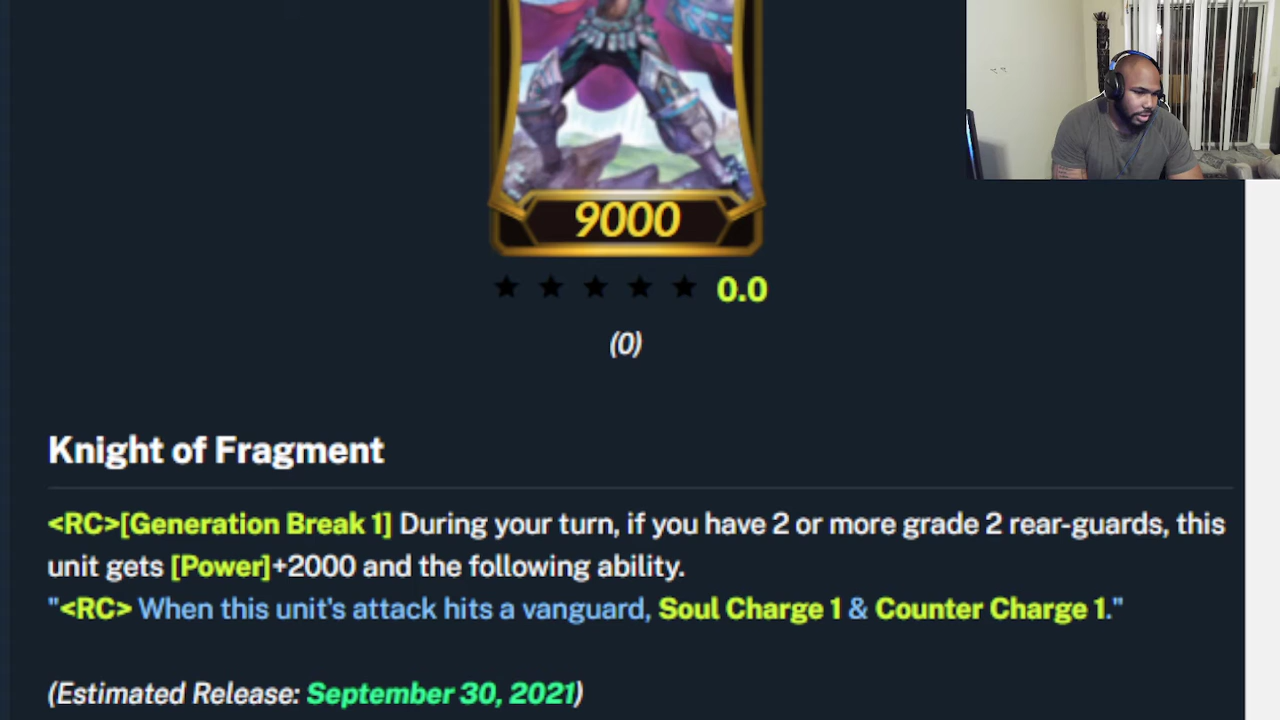 9000
0.0
(0)
Knight of Fragment
<RC>[Generation Break 1] During your turn, if you have 2 or more grade 2 rear-guards, this
unit gets [Power]+2000 and the following ability.
"<RC> When this unit's attack hits a vanguard, Soul Charge 1 & Counter Charge 1."
(Estimated Release: September 30, 2021)